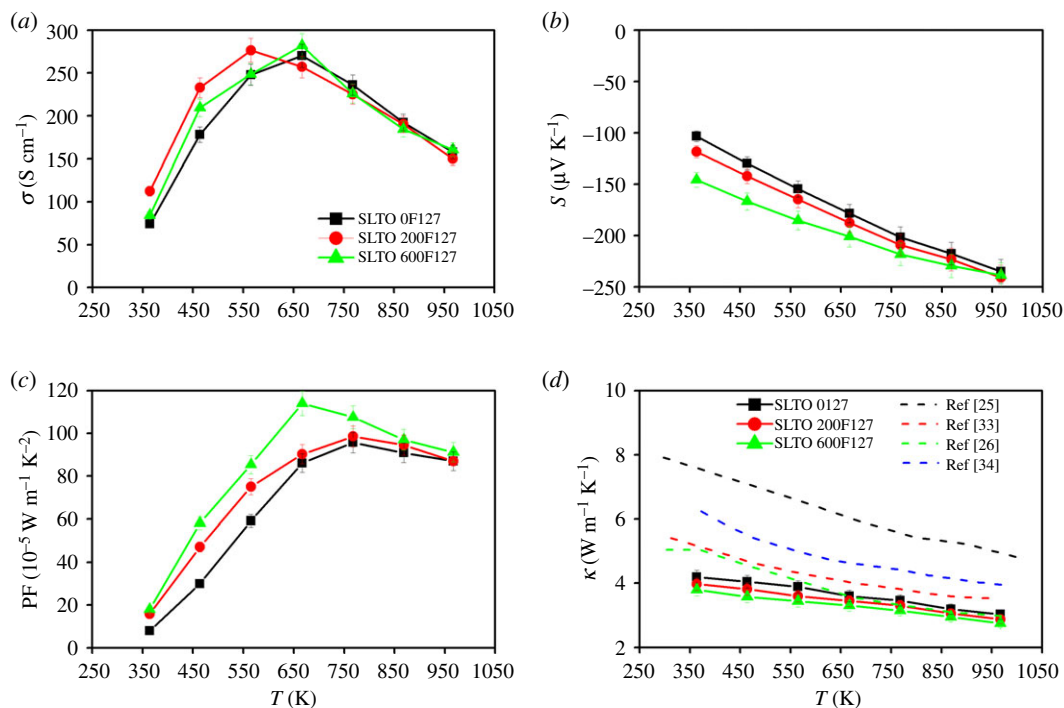 (a)
300
250
200
150
100
50
0
σ (S cm⁻¹)
SLTO 0F127
SLTO 200F127
SLTO 600F127
250 350 450 550 650 750 850 950 1050
(b)
0
−50
−100
−150
−200
−250
S (µV K⁻¹)
250 350 450 550 650 750 850 950 1050
(c)
120
100
80
60
40
20
0
PF (10⁻⁵ W m⁻¹ K⁻²)
250 350 450 550 650 750 850 950 1050
T (K)
(d)
10
8
6
4
2
κ (W m⁻¹ K⁻¹)
SLTO 0127
SLTO 200F127
SLTO 600F127
Ref [25]
Ref [33]
Ref [26]
Ref [34]
250 350 450 550 650 750 850 950 1050
T (K)